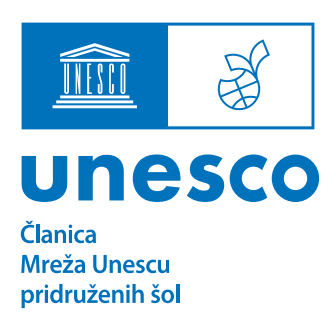 UNESCO
unesco
Članica
Mreža Unescu
pridruženih šol